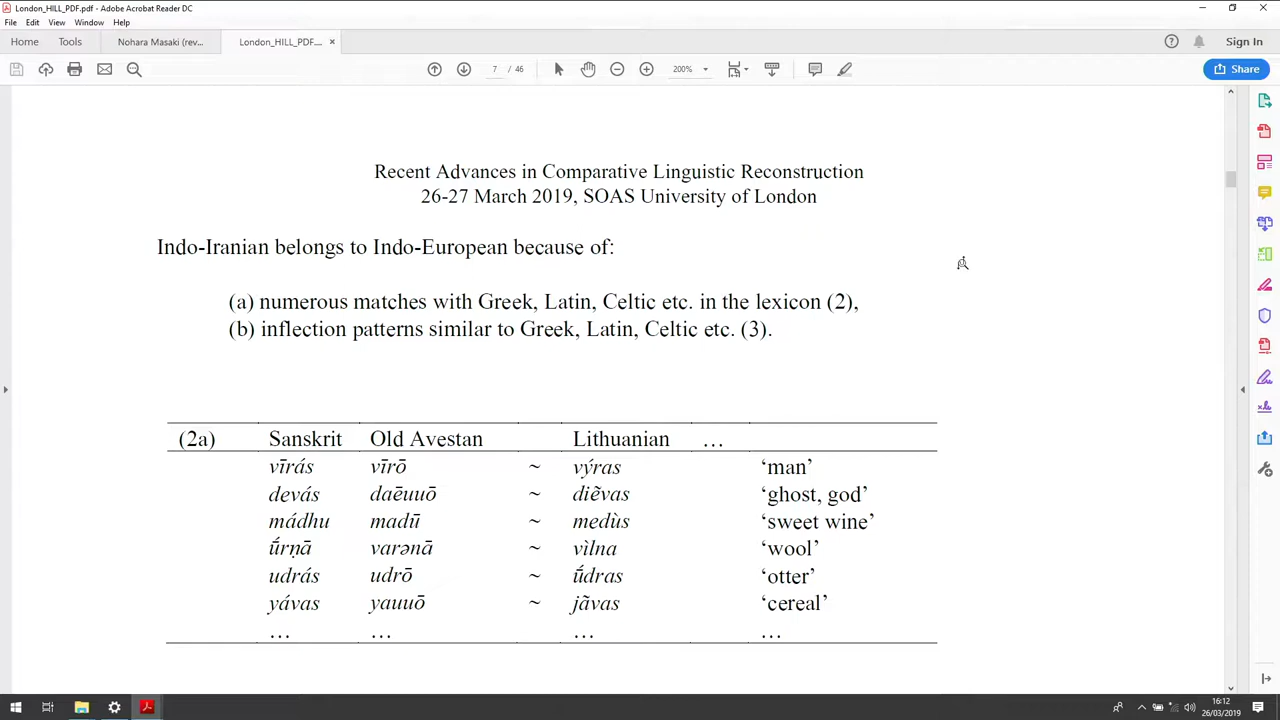 London_HILL_PDF.pdf - Adobe Acrobat Reader DC
File Edit View Window Help
Home Tools Nohara Masaki (rev... London_HILL_PDF.... × Sign In
7 / 46 200% Share
Recent Advances in Comparative Linguistic Reconstruction
26-27 March 2019, SOAS University of London
Indo-Iranian belongs to Indo-European because of:
(a) numerous matches with Greek, Latin, Celtic etc. in the lexicon (2),
(b) inflection patterns similar to Greek, Latin, Celtic etc. (3).
(2a) Sanskrit Old Avestan Lithuanian …
vīrás vīrō ~ výras ‘man’
devás daēuuō ~ diẽvas ‘ghost, god’
mádhu madū ~ medùs ‘sweet wine’
ū́rṇā varənā ~ vìlna ‘wool’
udrás udrō ~ ū́dras ‘otter’
yávas yauuō ~ jãvas ‘cereal’
… … … …
16:12
26/03/2019